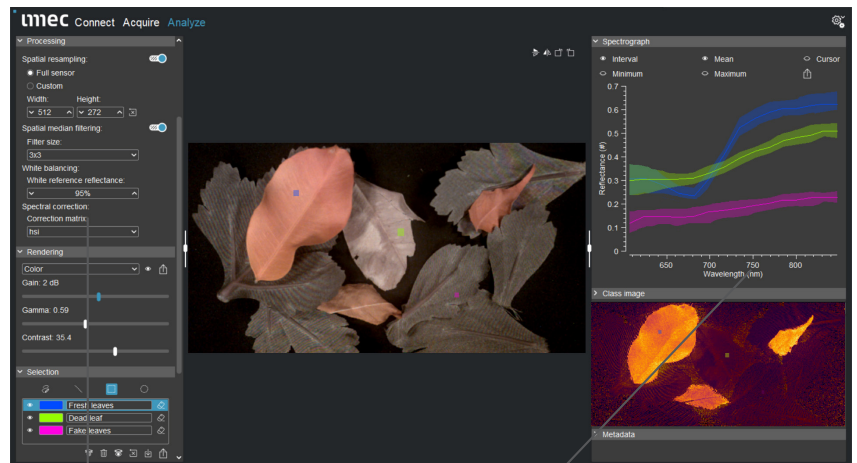 imec Connect Acquire Analyze
Processing
Spatial resampling:
Full sensor
Custom
Width: Height:
512 272
Spatial median filtering:
Filter size:
3x3
White balancing:
White reference reflectance:
95%
Spectral correction:
Correction matrix:
hsi
Rendering
Color
Gain: 2 dB
Gamma: 0.59
Contrast: 35.4
Selection
Fresh leaves
Dead leaf
Fake leaves
Spectrograph
Interval Mean Cursor
Minimum Maximum
0.7
0.6
0.5
0.4
0.3
0.2
0.1
0
Reflectance (#)
650 700 750 800
Wavelength (nm)
Class image
Metadata